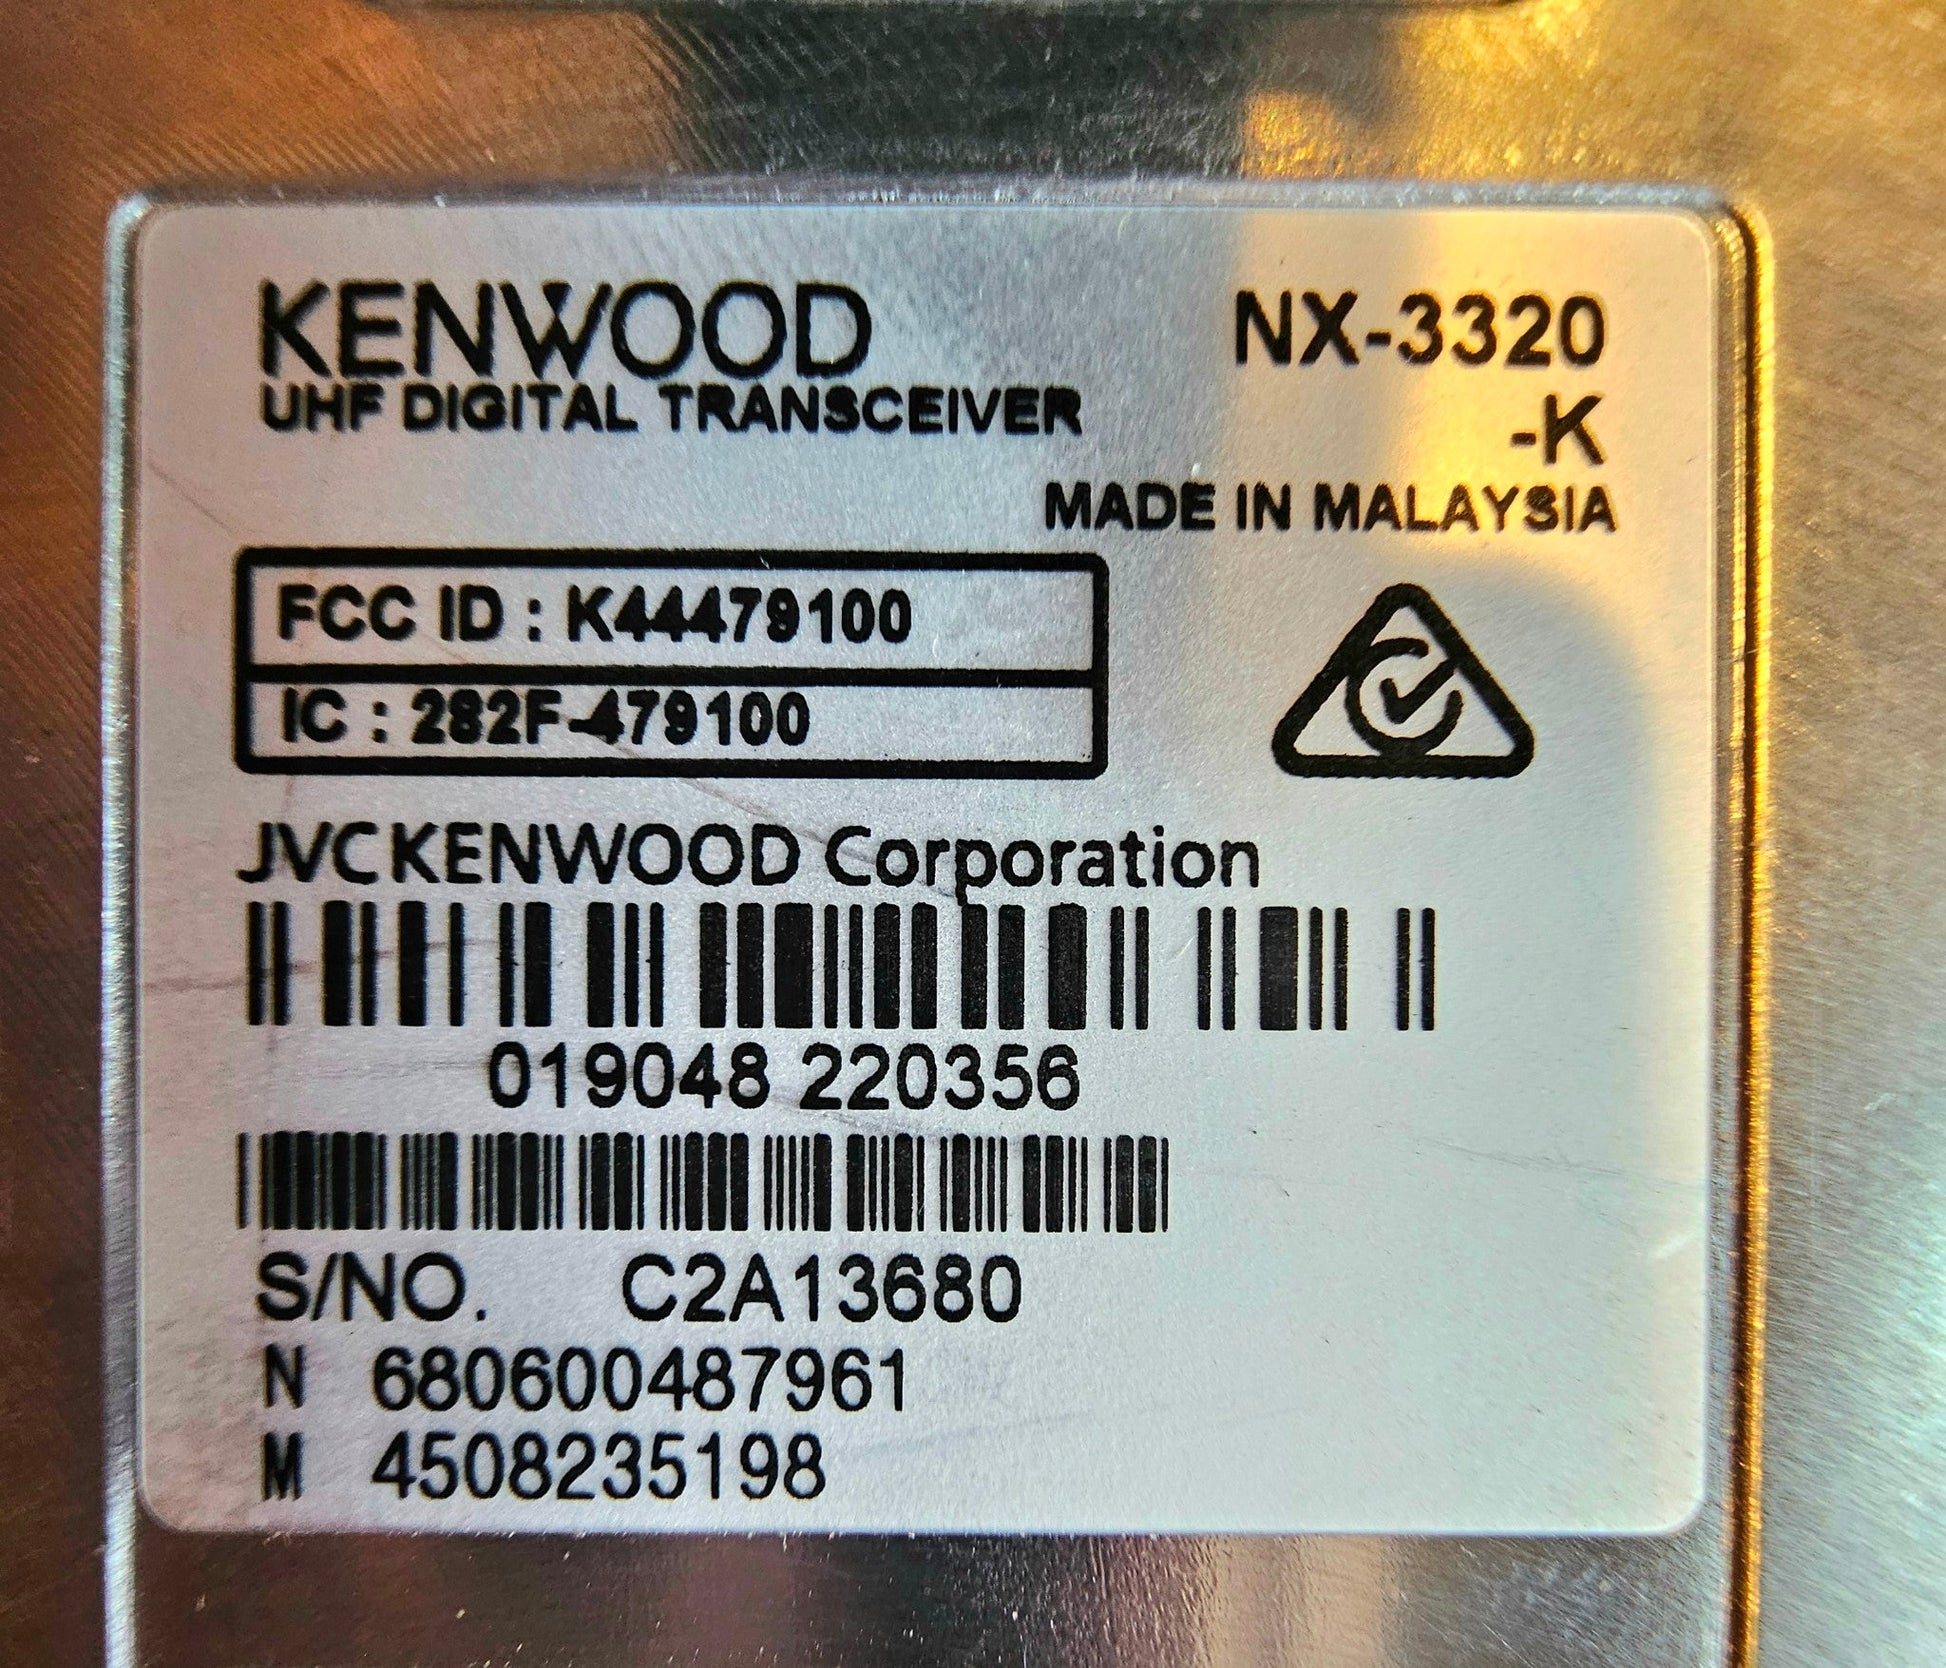 KENWOOD NX-3320
UHF DIGITAL TRANSCEIVER -K
MADE IN MALAYSIA
FCC ID : K44479100
IC : 282F-479100
JVCKENWOOD Corporation
019048 220356
S/NO. C2A13680
N 680600487961
M 4508235198